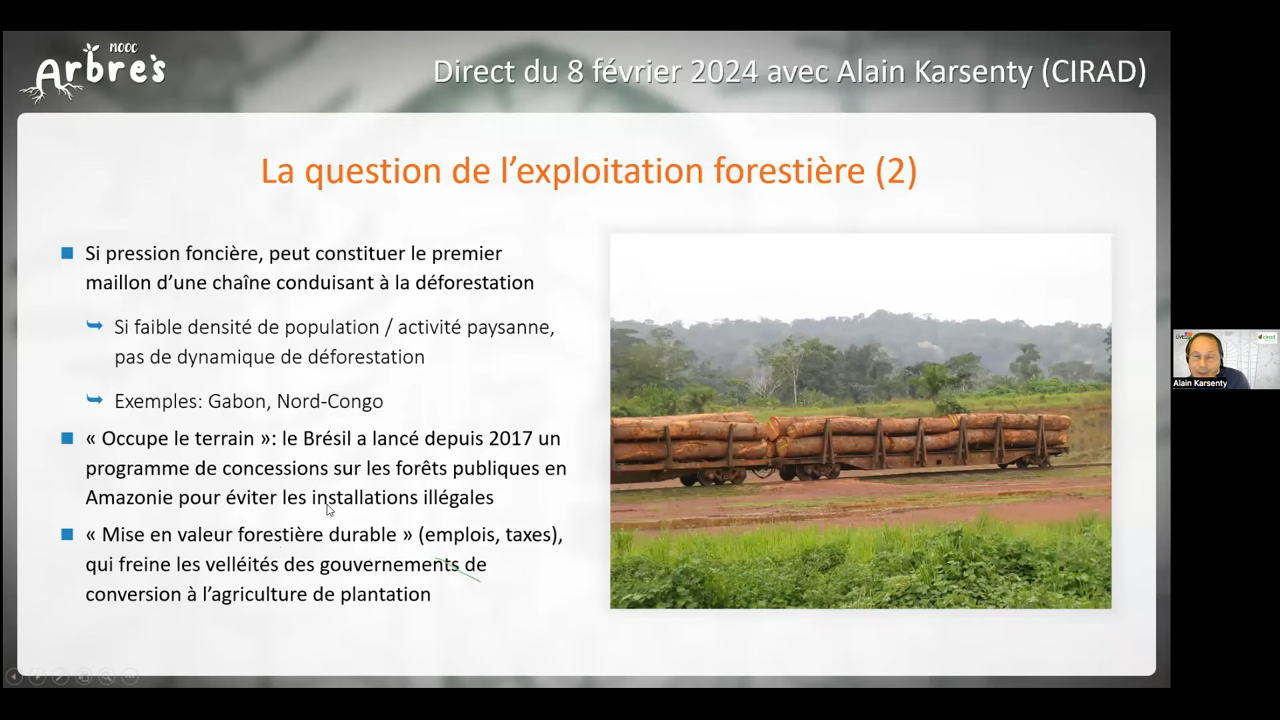 MOOC
Arbre's
Direct du 8 février 2024 avec Alain Karsenty (CIRAD)
La question de l'exploitation forestière (2)
Si pression foncière, peut constituer le premier
maillon d'une chaîne conduisant à la déforestation
Si faible densité de population / activité paysanne,
pas de dynamique de déforestation
Exemples: Gabon, Nord-Congo
« Occupe le terrain »: le Brésil a lancé depuis 2017 un
programme de concessions sur les forêts publiques en
Amazonie pour éviter les installations illégales
« Mise en valeur forestière durable » (emplois, taxes),
qui freine les velléités des gouvernements de
conversion à l'agriculture de plantation
cirad
Alain Karsenty